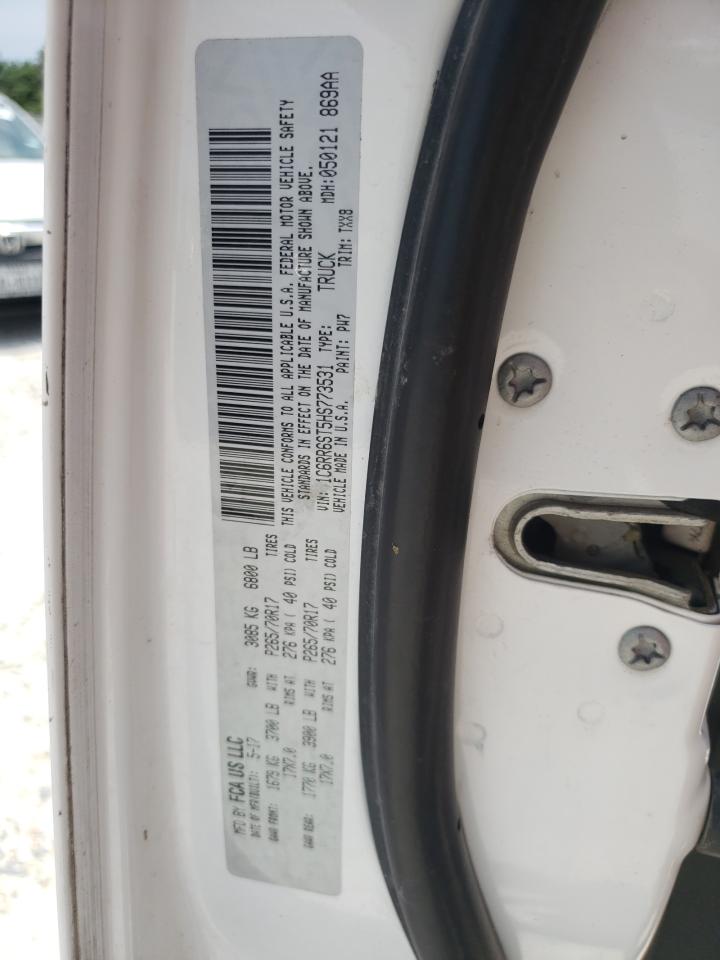 MFD BY FCA US LLC
DATE OF MFR(BUILT): 5-17 GVWR: 3085 KG 6800 LB
GAWR FRONT: 1679 KG 3700 LB WITH P265/70R17 TIRES
17X7.0 RIMS AT 276 KPA ( 40 PSI) COLD
GAWR REAR: 1770 KG 3900 LB WITH P265/70R17 TIRES
17X7.0 RIMS AT 276 KPA ( 40 PSI) COLD
THIS VEHICLE CONFORMS TO ALL APPLICABLE U.S.A. FEDERAL MOTOR VEHICLE SAFETY
STANDARDS IN EFFECT ON THE DATE OF MANUFACTURE SHOWN ABOVE.
VIN: 1C6RR6ST5HS773531 TYPE: TRUCK MDH:050121 869AA
VEHICLE MADE IN U.S.A. PAINT: PW7 TRIM: TXX8